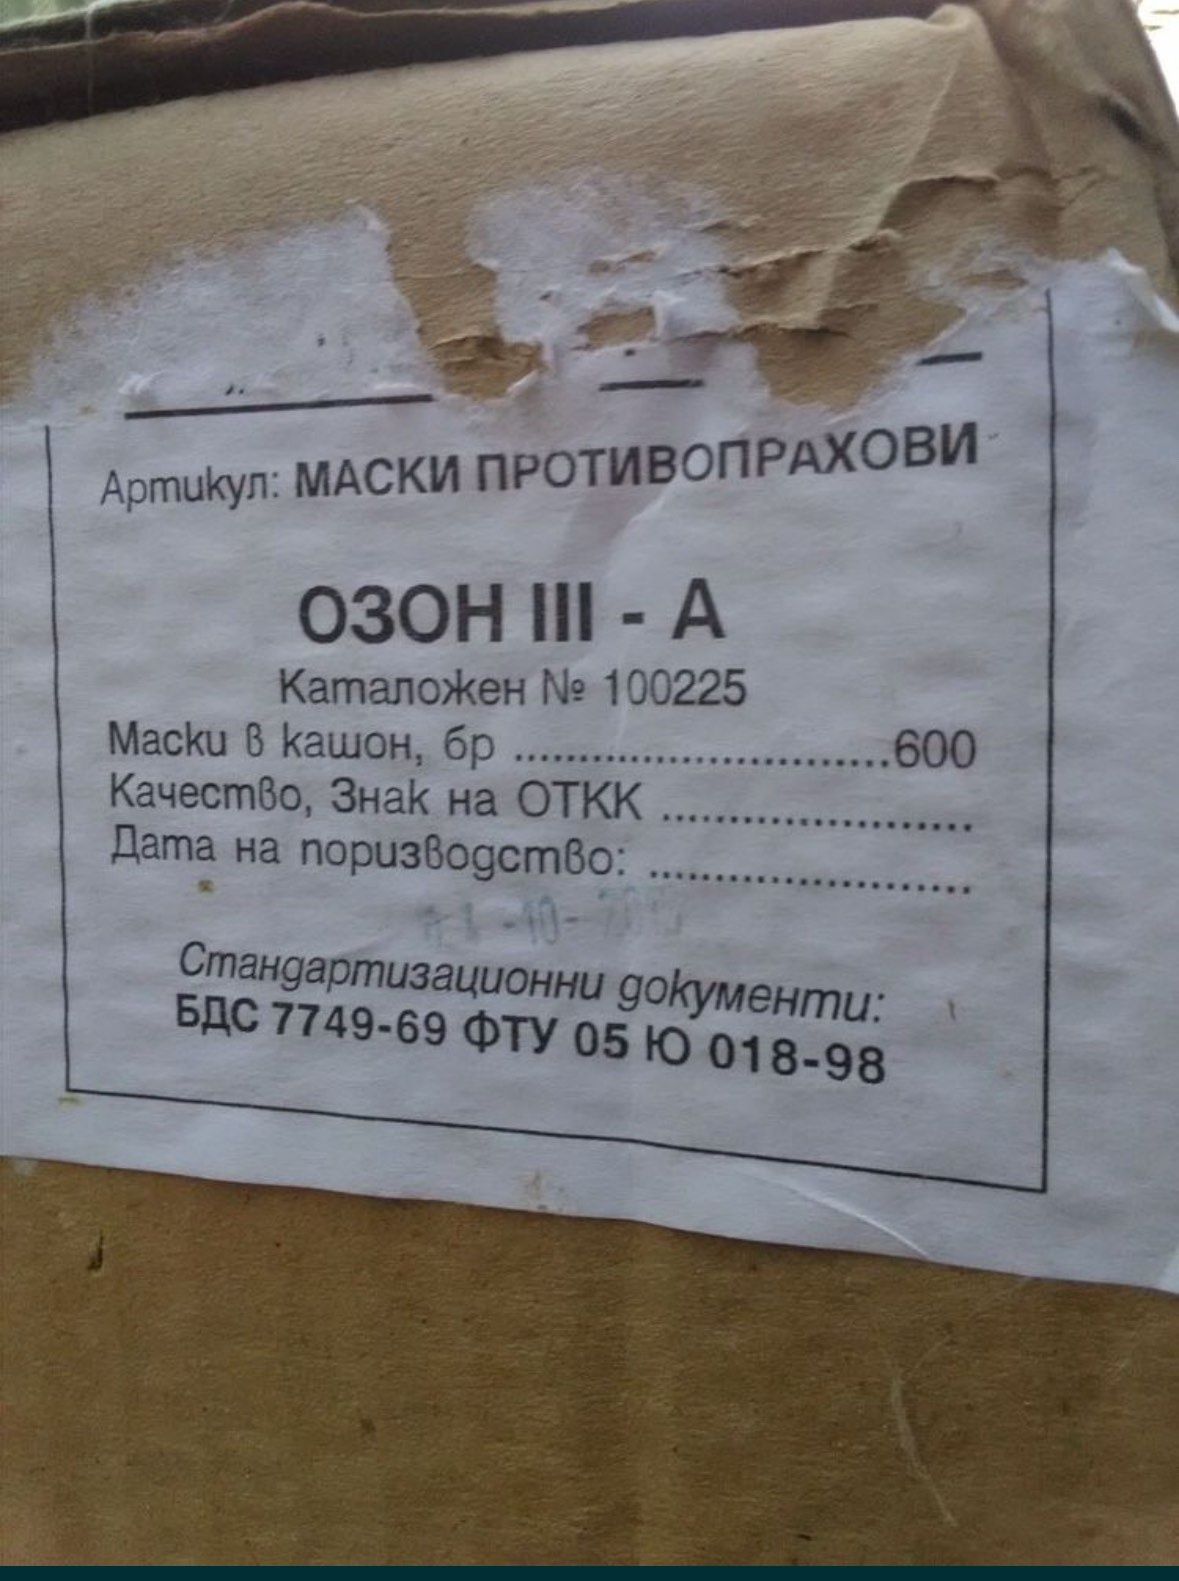 Артикул: МАСКИ ПРОТИВОПРАХОВИ
ОЗОН III - А
Каталожен № 100225
Маски в кашон, бр ............................600
Качество, Знак на ОТКК .......................
Дата на поризводство: ........................
-10-
Стандартизационни документи:
БДС 7749-69 ФТУ 05 Ю 018-98